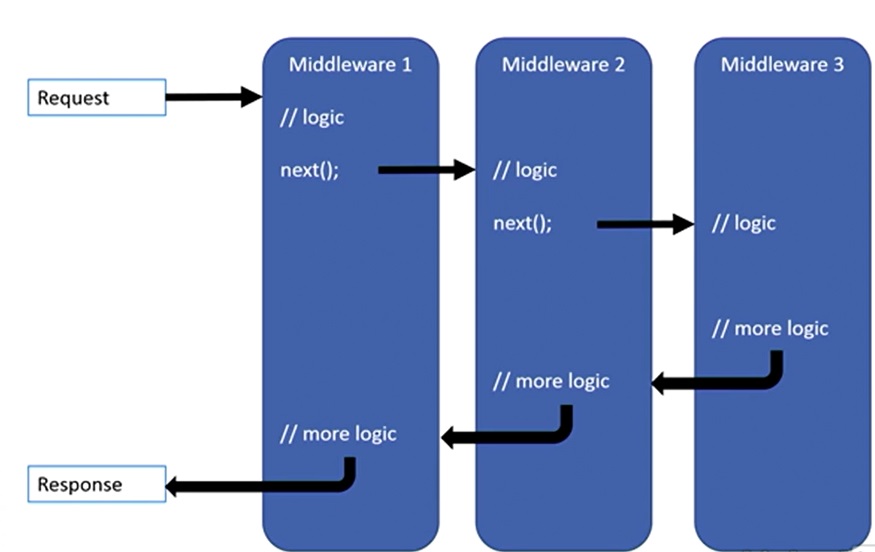 Middleware 1
Middleware 2
Middleware 3
Request
// logic
next();
// logic
next();
// logic
// more logic
// more logic
// more logic
Response